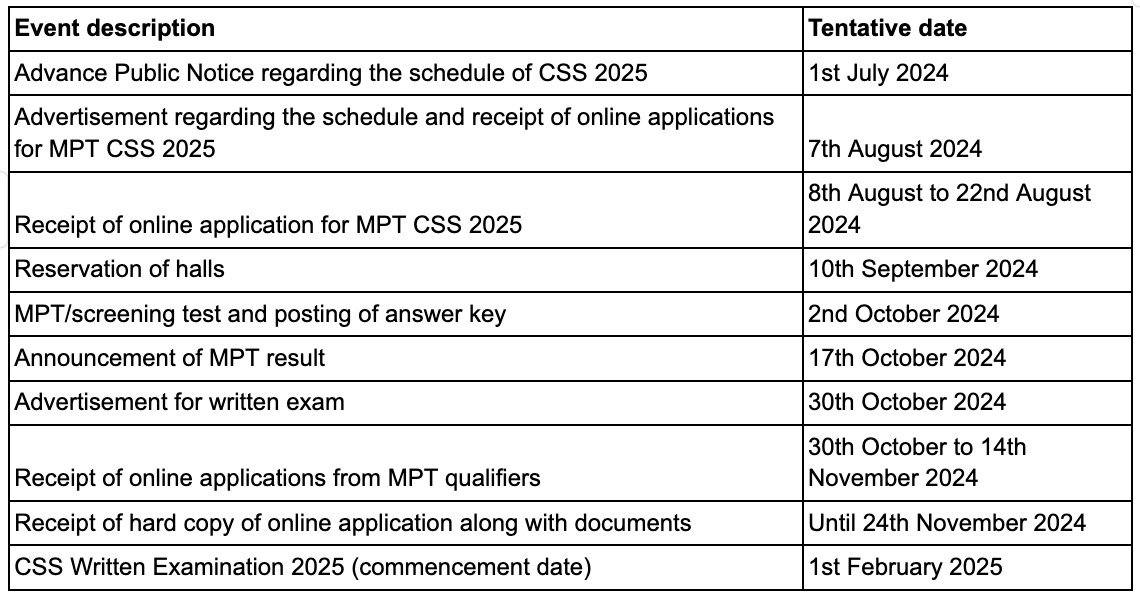 Event description
Tentative date
Advance Public Notice regarding the schedule of CSS 2025
1st July 2024
Advertisement regarding the schedule and receipt of online applications
for MPT CSS 2025
7th August 2024
Receipt of online application for MPT CSS 2025
8th August to 22nd August
2024
Reservation of halls
10th September 2024
MPT/screening test and posting of answer key
2nd October 2024
Announcement of MPT result
17th October 2024
Advertisement for written exam
30th October 2024
Receipt of online applications from MPT qualifiers
30th October to 14th
November 2024
Receipt of hard copy of online application along with documents
Until 24th November 2024
CSS Written Examination 2025 (commencement date)
1st February 2025